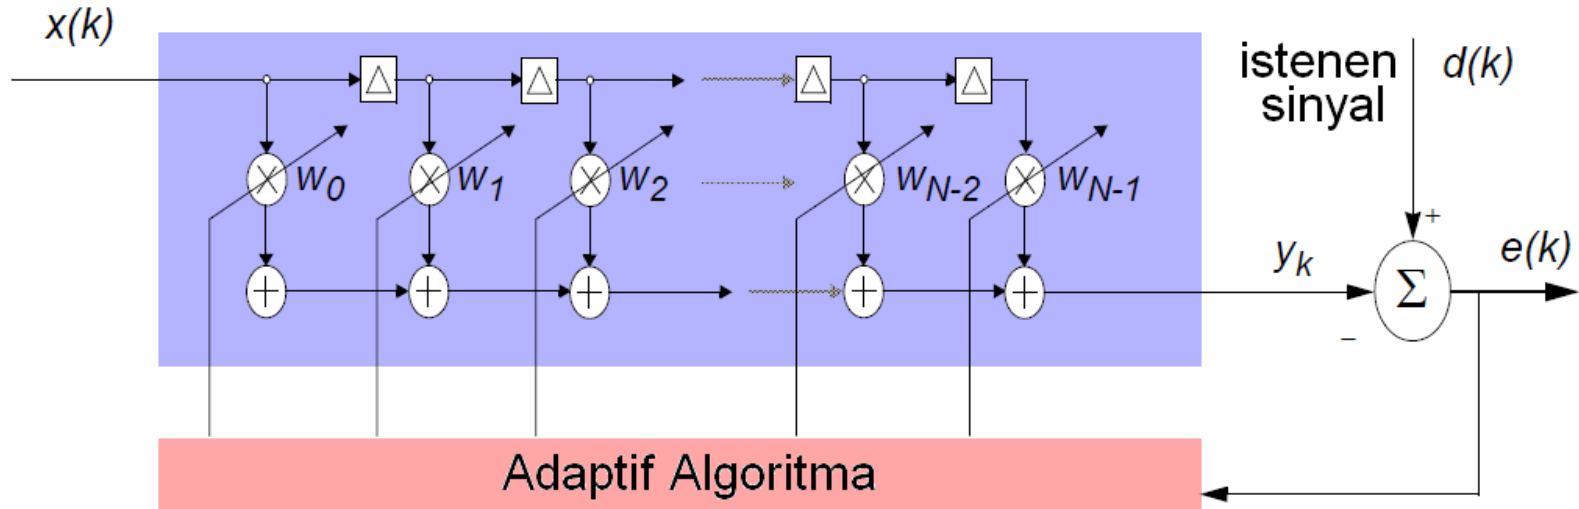 x(k)
istenen
sinyal
d(k)
w0
w1
w2
wN-2
wN-1
+
yk
e(k)
Σ
−
Adaptif Algoritma